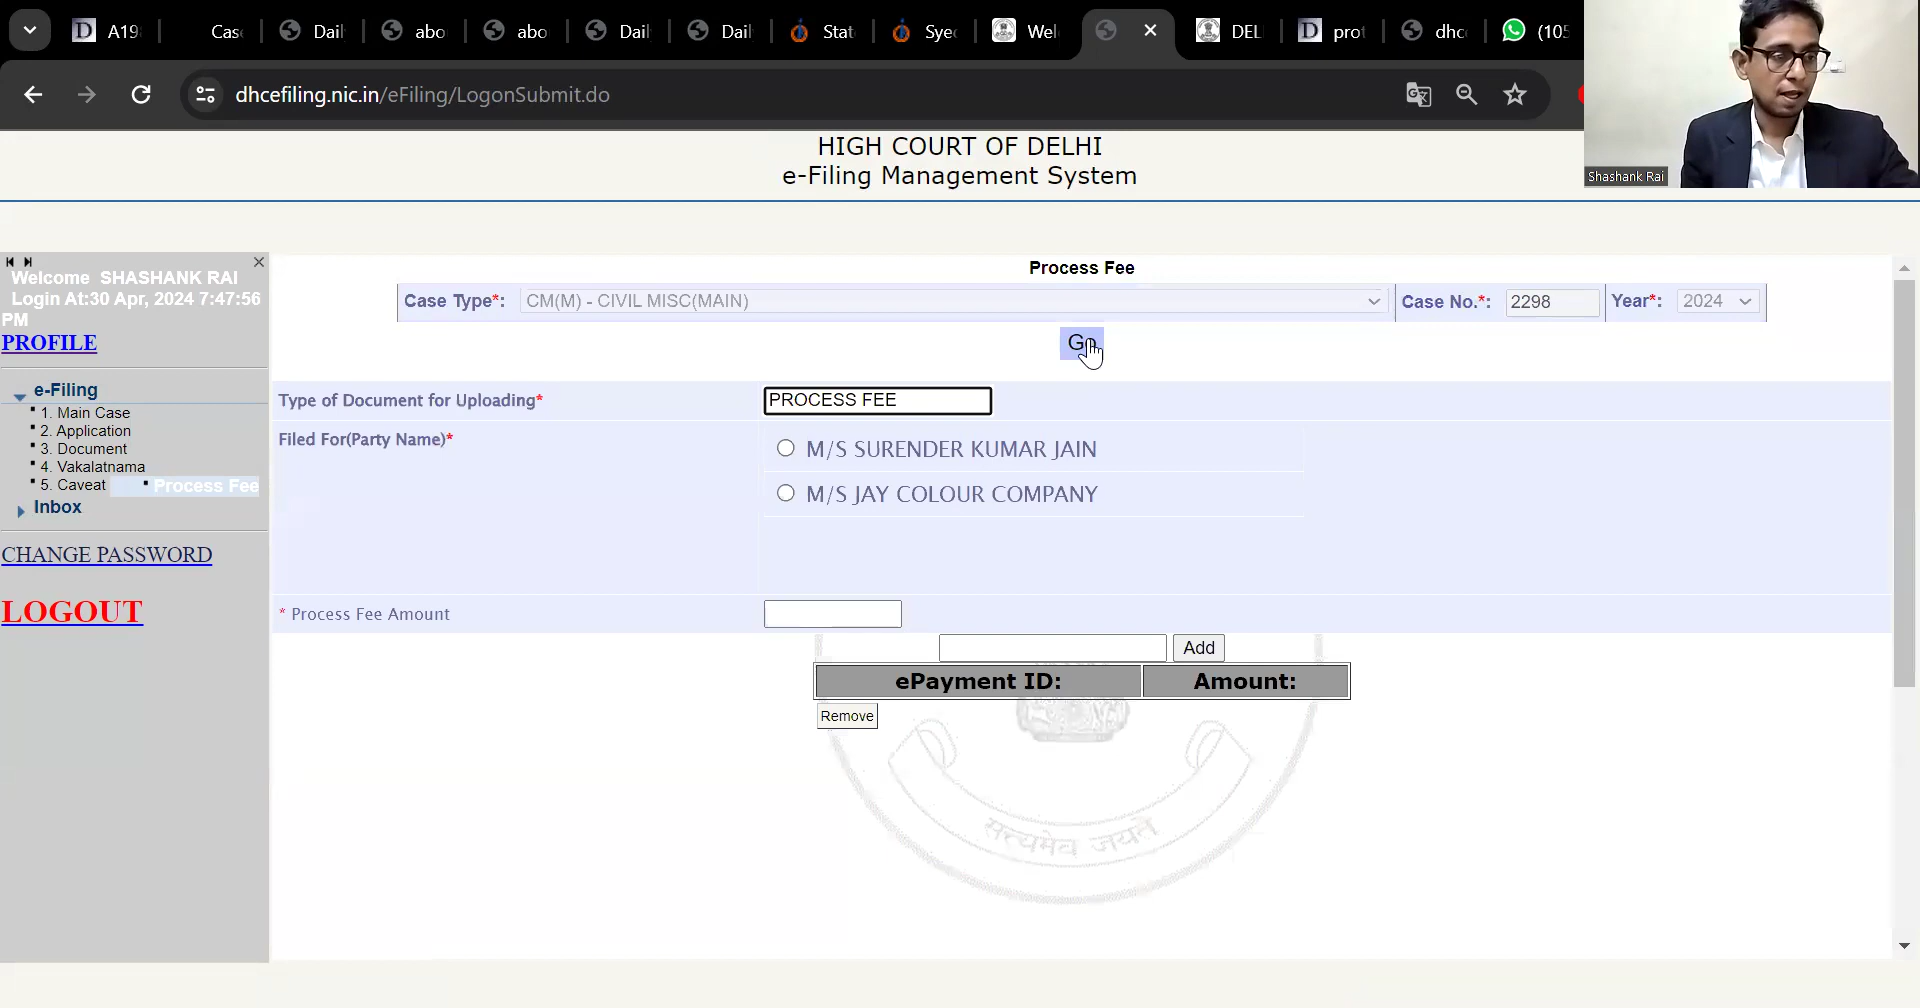 A19
Case
Dail
abo
abo
Dail
Dail
Stat
Sye
Wel
DEL
prot
dhc
(105
dhcefiling.nic.in/eFiling/LogonSubmit.do
Shashank Rai
HIGH COURT OF DELHI
e-Filing Management System
Welcome SHASHANK RAI
Login At:30 Apr, 2024 7:47:56
PM
PROFILE
e-Filing
1. Main Case
2. Application
3. Document
4. Vakalatnama
5. Caveat
Process Fee
Inbox
CHANGE PASSWORD
LOGOUT
Process Fee
Case Type*: CM(M) - CIVIL MISC(MAIN) Case No.*: 2298 Year*: 2024
Go
Type of Document for Uploading* PROCESS FEE
Filed For(Party Name)* M/S SURENDER KUMAR JAIN
M/S JAY COLOUR COMPANY
* Process Fee Amount
Add
ePayment ID: Amount:
Remove
सत्यमेव जयते